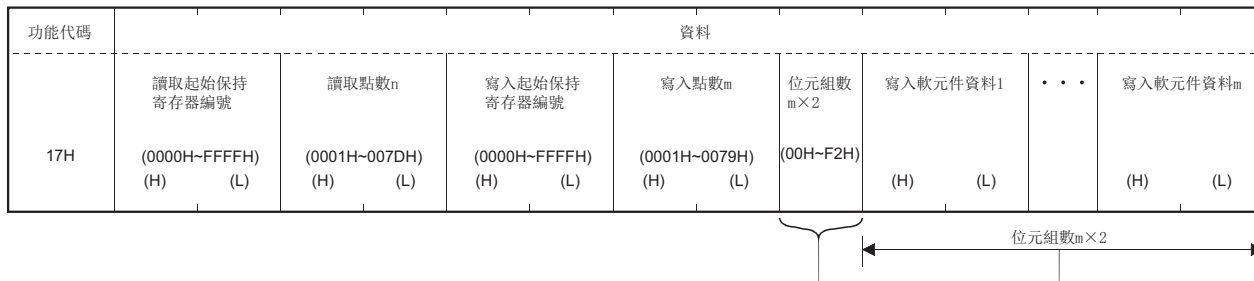 功能代碼
資料
17H
讀取起始保持
寄存器編號
(0000H~FFFFH)
(H) (L)
讀取點數n
(0001H~007DH)
(H) (L)
寫入起始保持
寄存器編號
(0000H~FFFFH)
(H) (L)
寫入點數m
(0001H~0079H)
(H) (L)
位元組數
m×2
(00H~F2H)
寫入軟元件資料1
(H) (L)
・・・
寫入軟元件資料m
(H) (L)
位元組數m×2